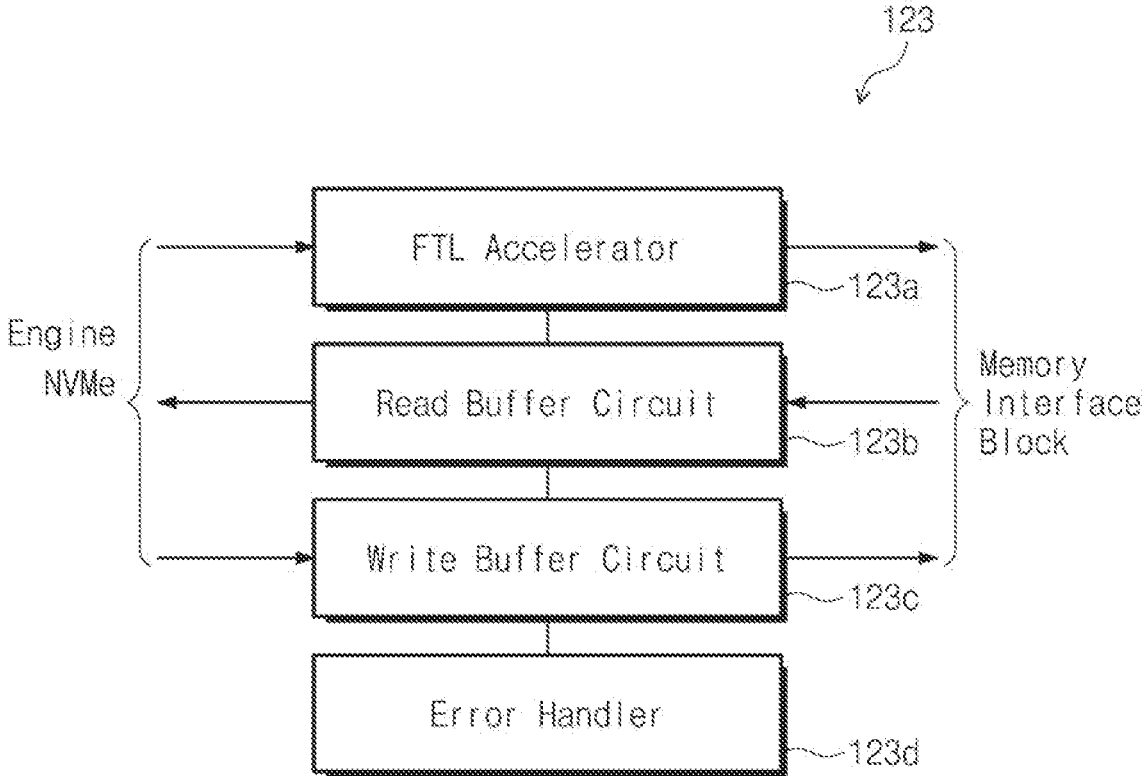 123
FTL Accelerator
123a
Engine
NVMe
Read Buffer Circuit
123b
Memory
Interface
Block
Write Buffer Circuit
123c
Error Handler
123d